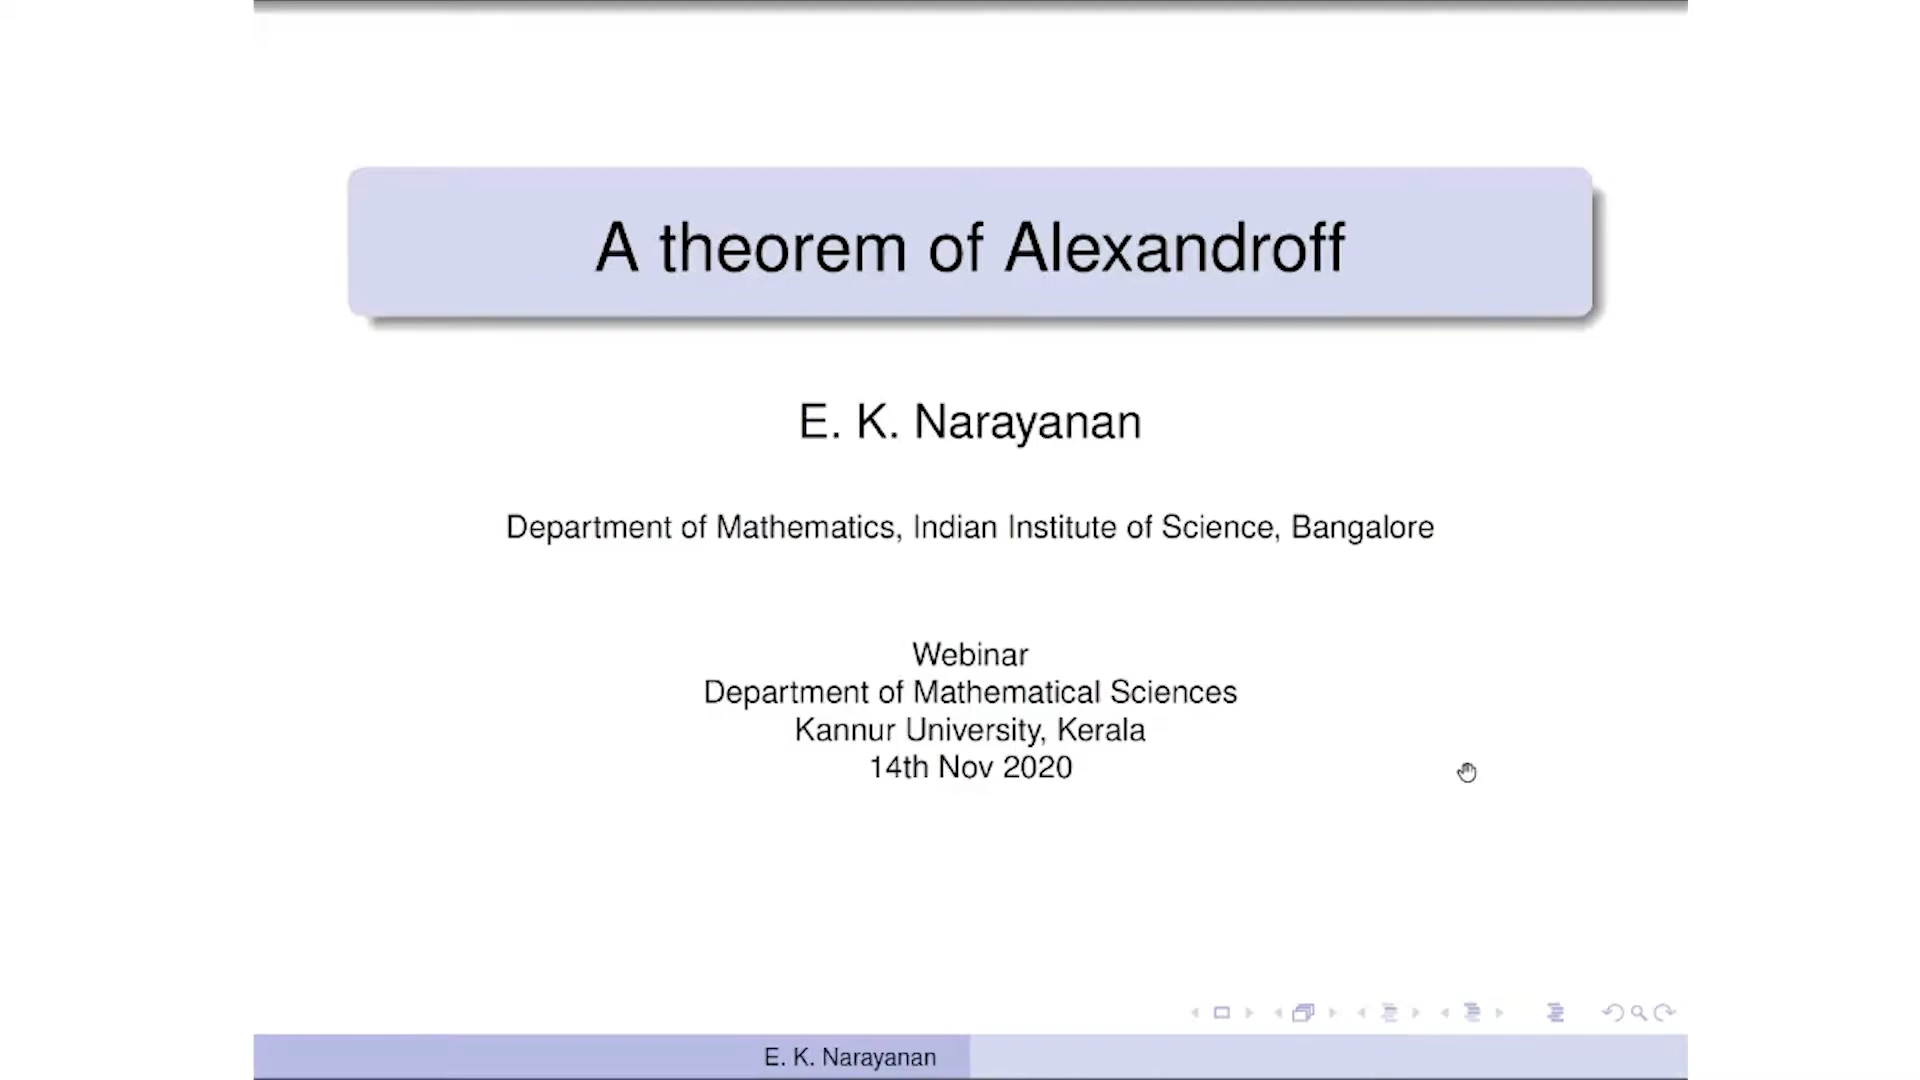 A theorem of Alexandroff
E. K. Narayanan
Department of Mathematics, Indian Institute of Science, Bangalore
Webinar
Department of Mathematical Sciences
Kannur University, Kerala
14th Nov 2020
E. K. Narayanan